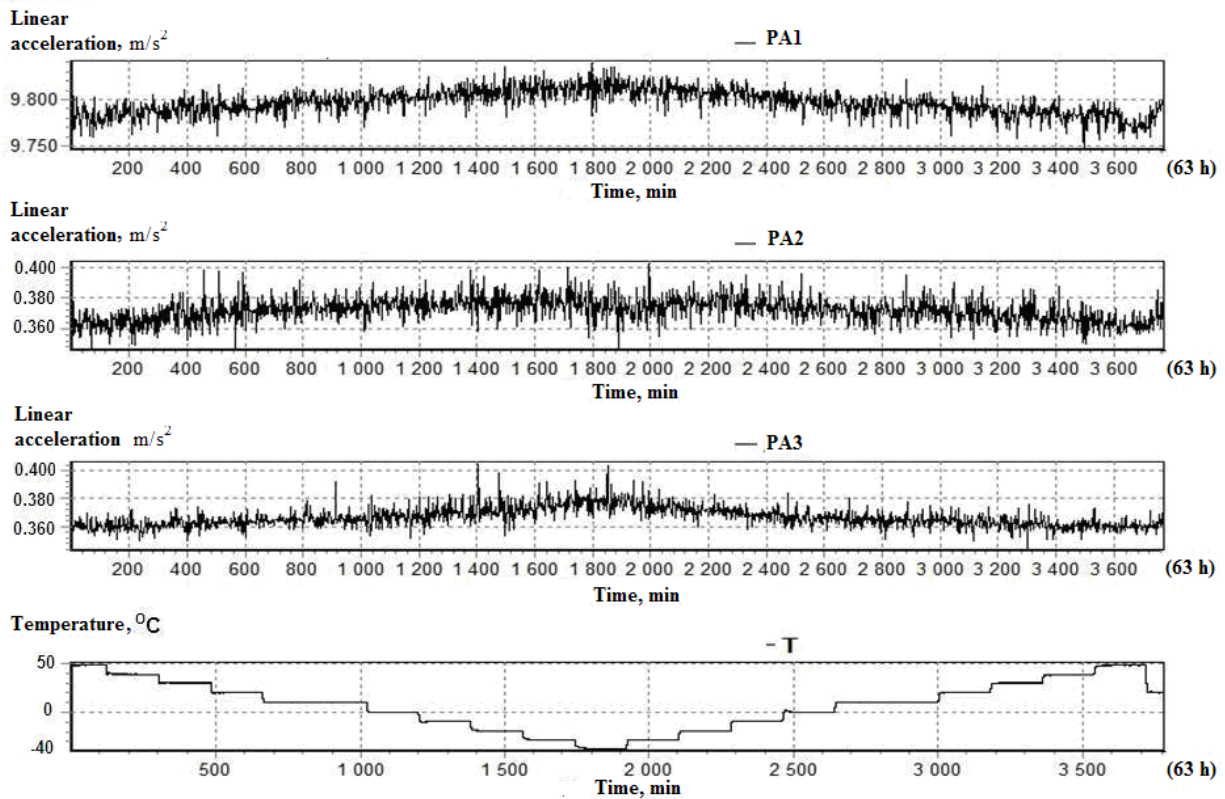 Linear
acceleration, m/s²
PA1
9.800
9.750
200 400 600 800 1 000 1 200 1 400 1 600 1 800 2 000 2 200 2 400 2 600 2 800 3 000 3 200 3 400 3 600 (63 h)
Time, min
Linear
acceleration, m/s²
PA2
0.400
0.380
0.360
200 400 600 800 1 000 1 200 1 400 1 600 1 800 2 000 2 200 2 400 2 600 2 800 3 000 3 200 3 400 3 600 (63 h)
Time, min
Linear
acceleration m/s²
PA3
0.400
0.380
0.360
200 400 600 800 1 000 1 200 1 400 1 600 1 800 2 000 2 200 2 400 2 600 2 800 3 000 3 200 3 400 3 600 (63 h)
Time, min
Temperature, ⁰C
T
50
0
-40
500 1 000 1 500 2 000 2 500 3 000 3 500 (63 h)
Time, min